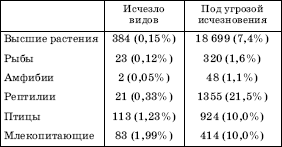 Исчезло видов Под угрозой исчезновения
Высшие растения 384 (0,15%) 18 699 (7,4%)
Рыбы 23 (0,12%) 320 (1,6%)
Амфибии 2 (0,05%) 48 (1,1%)
Рептилии 21 (0,33%) 1355 (21,5%)
Птицы 113 (1,23%) 924 (10,0%)
Млекопитающие 83 (1,99%) 414 (10,0%)